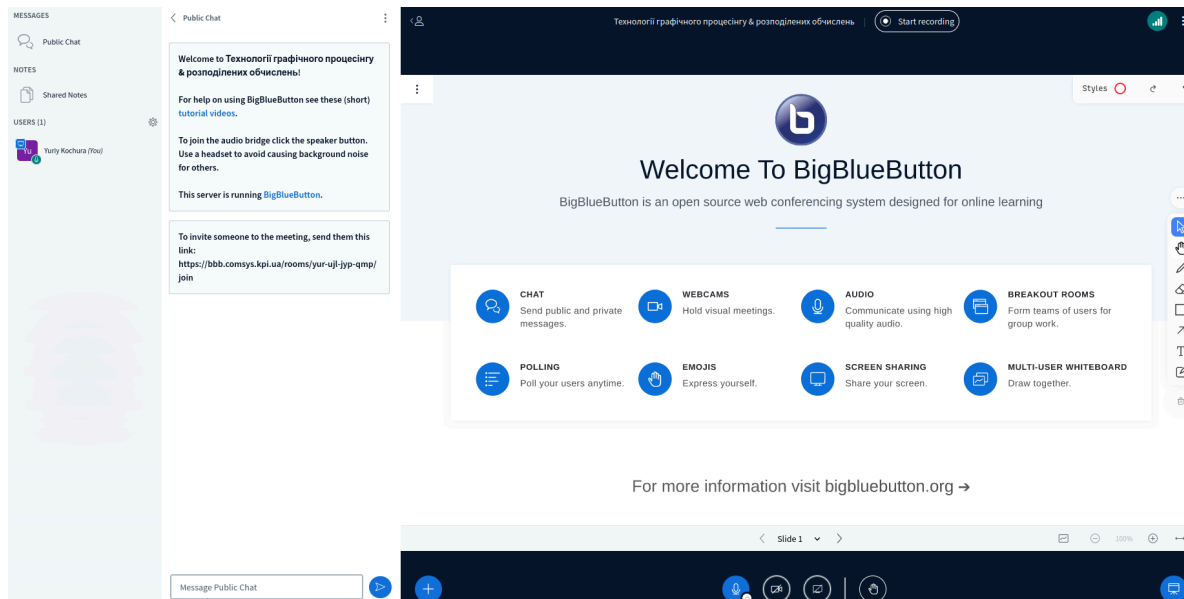 MESSAGES
Public Chat
NOTES
Shared Notes
USERS (1)
Yu
Yuriy Kochura (You)
Public Chat
Welcome to Технології графічного процесінгу
& розподілених обчислень!
For help on using BigBlueButton see these (short)
tutorial videos.
To join the audio bridge click the speaker button.
Use a headset to avoid causing background noise
for others.
This server is running BigBlueButton.
To invite someone to the meeting, send them this
link:
https://bbb.comsys.kpi.ua/rooms/yur-ujl-jyp-qmp/
join
Message Public Chat
Технології графічного процесінгу & розподілених обчислень
Start recording
Styles
b
Welcome To BigBlueButton
BigBlueButton is an open source web conferencing system designed for online learning
CHAT
Send public and private
messages.
WEBCAMS
Hold visual meetings.
AUDIO
Communicate using high
quality audio.
BREAKOUT ROOMS
Form teams of users for
group work.
POLLING
Poll your users anytime.
EMOJIS
Express yourself.
SCREEN SHARING
Share your screen.
MULTI-USER WHITEBOARD
Draw together.
For more information visit bigbluebutton.org →
Slide 1
100%